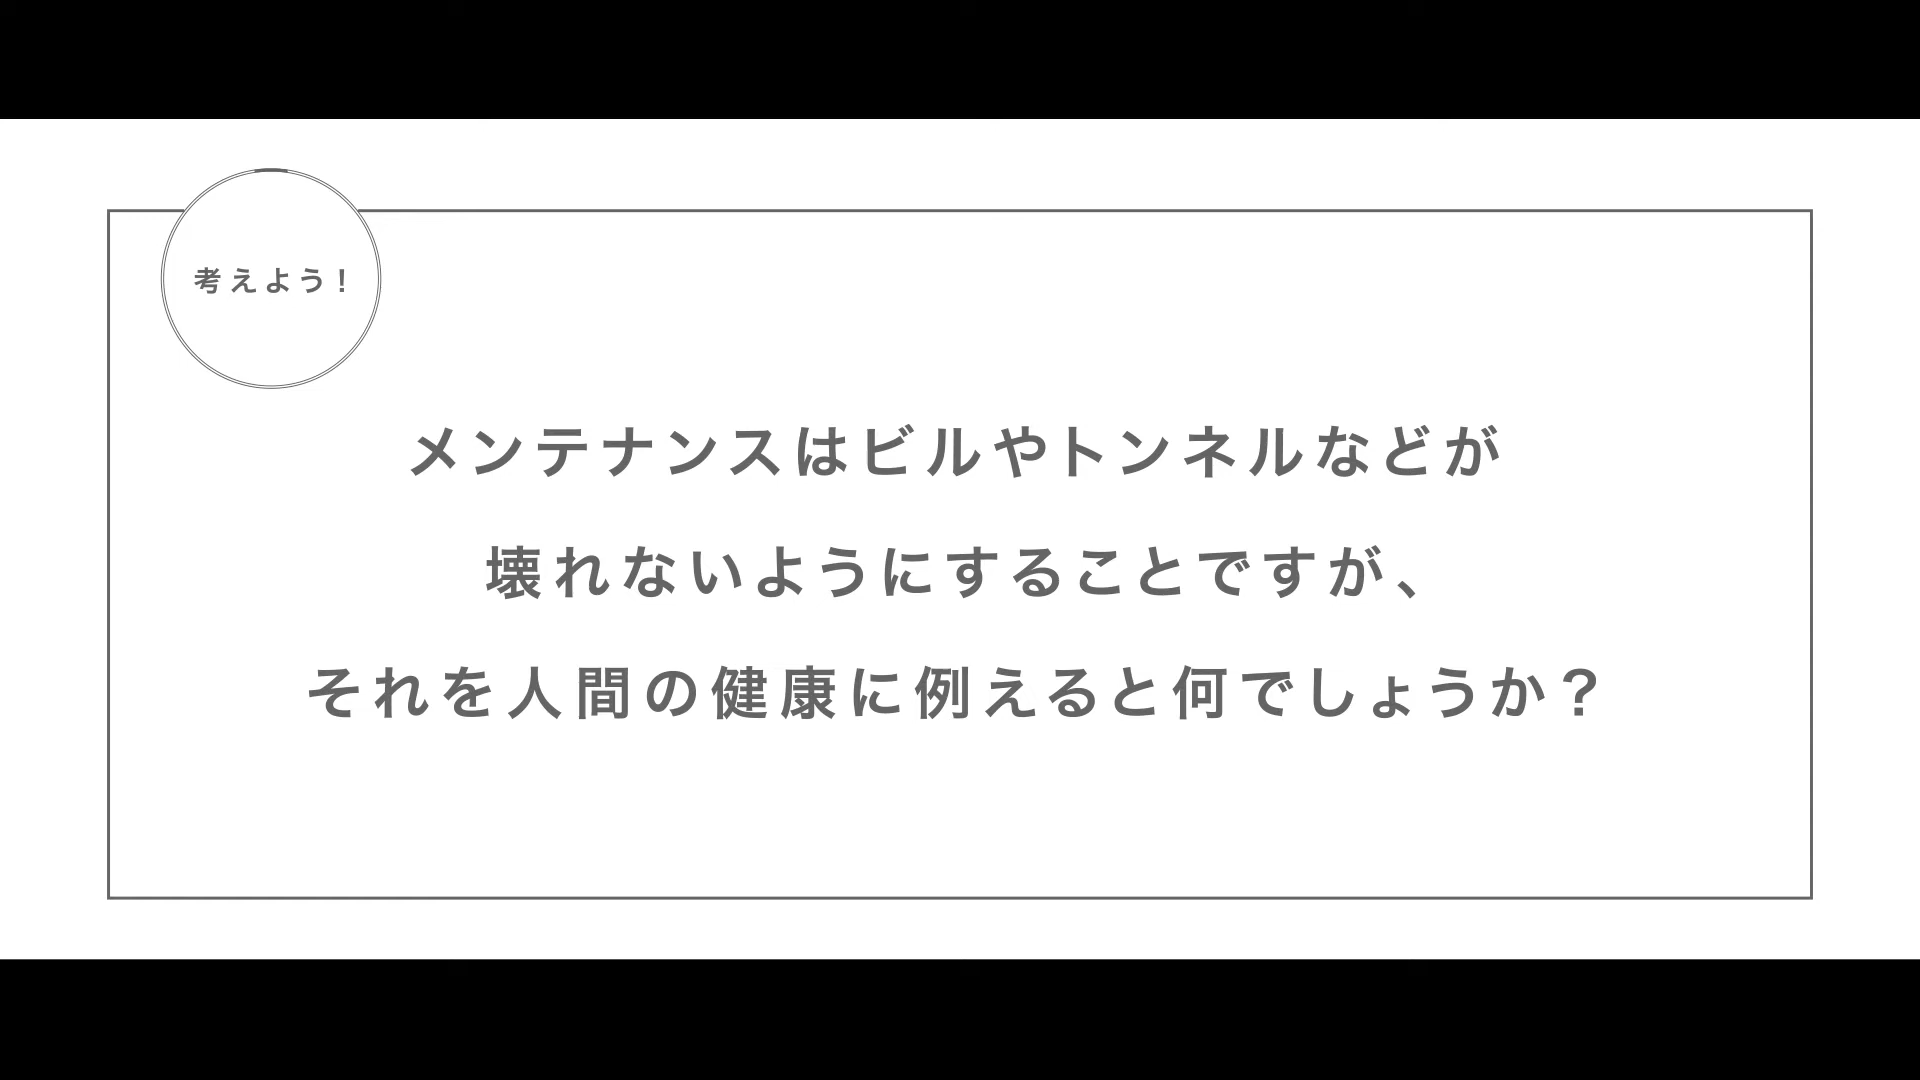 考えよう！
メンテナンスはビルやトンネルなどが
壊れないようにすることですが、
それを人間の健康に例えると何でしょうか？